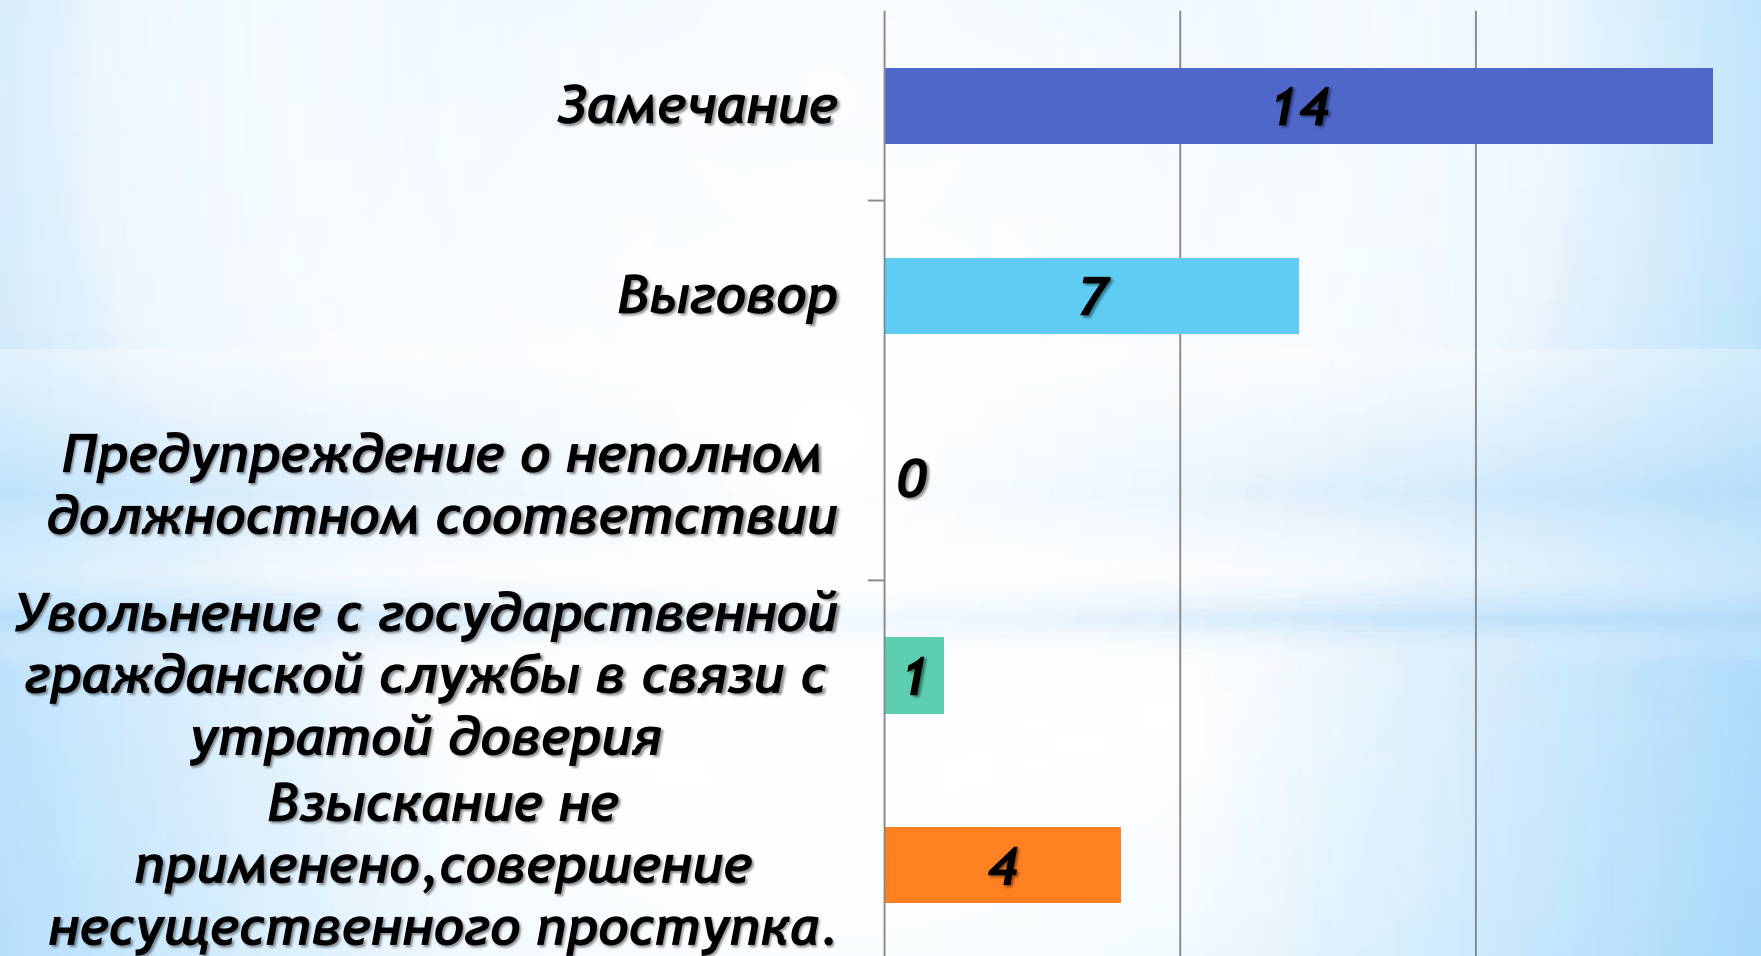 Замечание
14
Выговор
7
Предупреждение о неполном
должностном соответствии
0
Увольнение с государственной
гражданской службы в связи с
утратой доверия
1
Взыскание не
применено,совершение
несущественного проступка.
4